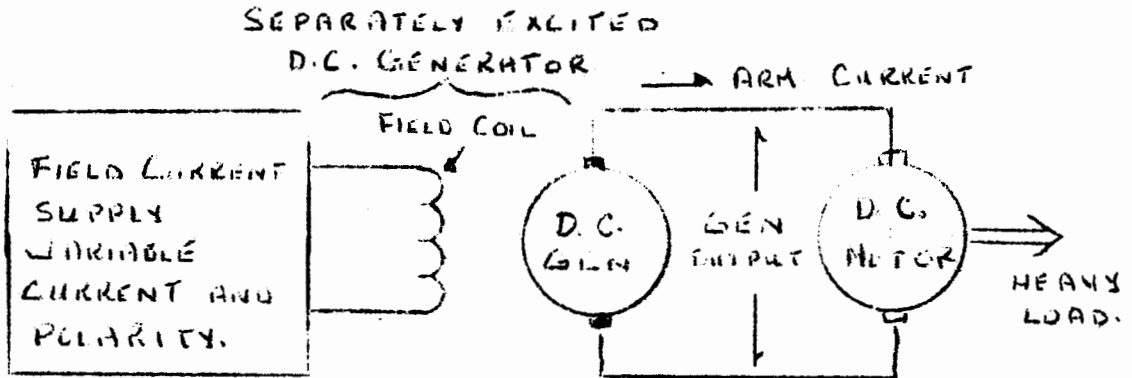 SEPARATELY EXCITED
D.C. GENERATOR
ARM CURRENT
FIELD COIL
FIELD CURRENT
SUPPLY
VARIABLE
CURRENT AND
POLARITY.
D.C.
GEN
GEN
OUTPUT
D.C.
MOTOR
HEAVY
LOAD.